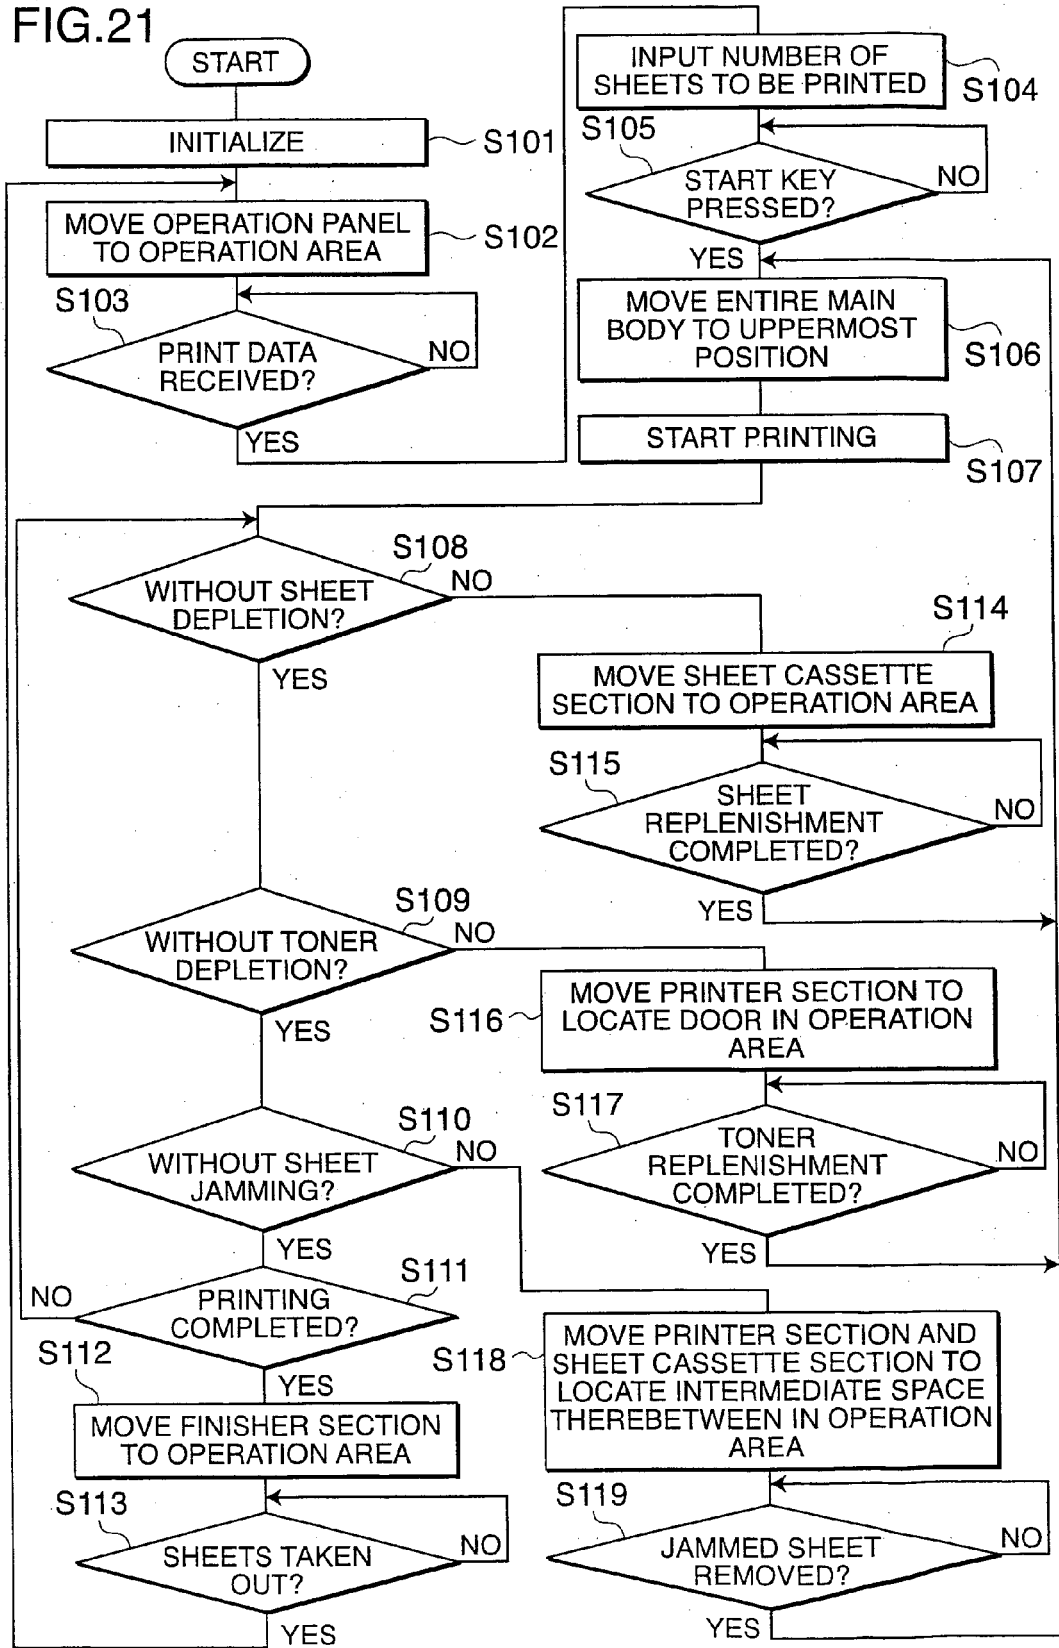 FIG.21
START
INITIALIZE
S101
MOVE OPERATION PANEL
TO OPERATION AREA
S102
S103
PRINT DATA
RECEIVED?
NO
YES
INPUT NUMBER OF
SHEETS TO BE PRINTED
S104
S105
START KEY
PRESSED?
NO
YES
MOVE ENTIRE MAIN
BODY TO UPPERMOST
POSITION
S106
START PRINTING
S107
S108
WITHOUT SHEET
DEPLETION?
NO
YES
S114
MOVE SHEET CASSETTE
SECTION TO OPERATION AREA
S115
SHEET
REPLENISHMENT
COMPLETED?
NO
YES
S109
WITHOUT TONER
DEPLETION?
NO
YES
S116
MOVE PRINTER SECTION TO
LOCATE DOOR IN OPERATION
AREA
S117
TONER
REPLENISHMENT
COMPLETED?
NO
YES
S110
WITHOUT SHEET
JAMMING?
NO
YES
S111
PRINTING
COMPLETED?
NO
YES
S112
MOVE FINISHER SECTION
TO OPERATION AREA
S113
SHEETS TAKEN
OUT?
NO
YES
S118
MOVE PRINTER SECTION AND
SHEET CASSETTE SECTION TO
LOCATE INTERMEDIATE SPACE
THEREBETWEEN IN OPERATION
AREA
S119
JAMMED SHEET
REMOVED?
NO
YES